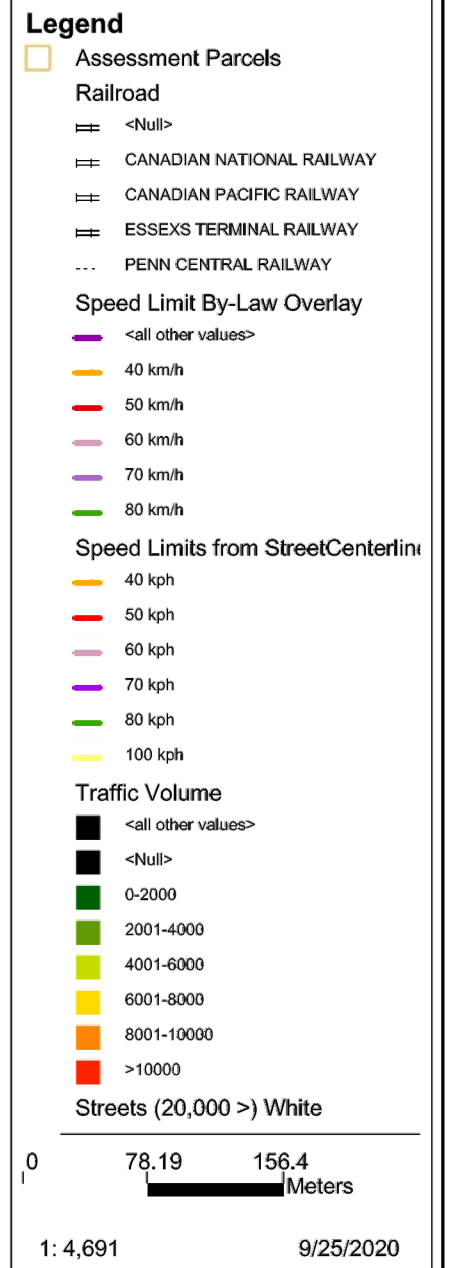 Legend
Assessment Parcels
Railroad
<Null>
CANADIAN NATIONAL RAILWAY
CANADIAN PACIFIC RAILWAY
ESSEXS TERMINAL RAILWAY
PENN CENTRAL RAILWAY
Speed Limit By-Law Overlay
<all other values>
40 km/h
50 km/h
60 km/h
70 km/h
80 km/h
Speed Limits from StreetCenterline
40 kph
50 kph
60 kph
70 kph
80 kph
100 kph
Traffic Volume
<all other values>
<Null>
0-2000
2001-4000
4001-6000
6001-8000
8001-10000
>10000
Streets (20,000 >) White
0 78.19 156.4
Meters
1: 4,691 9/25/2020